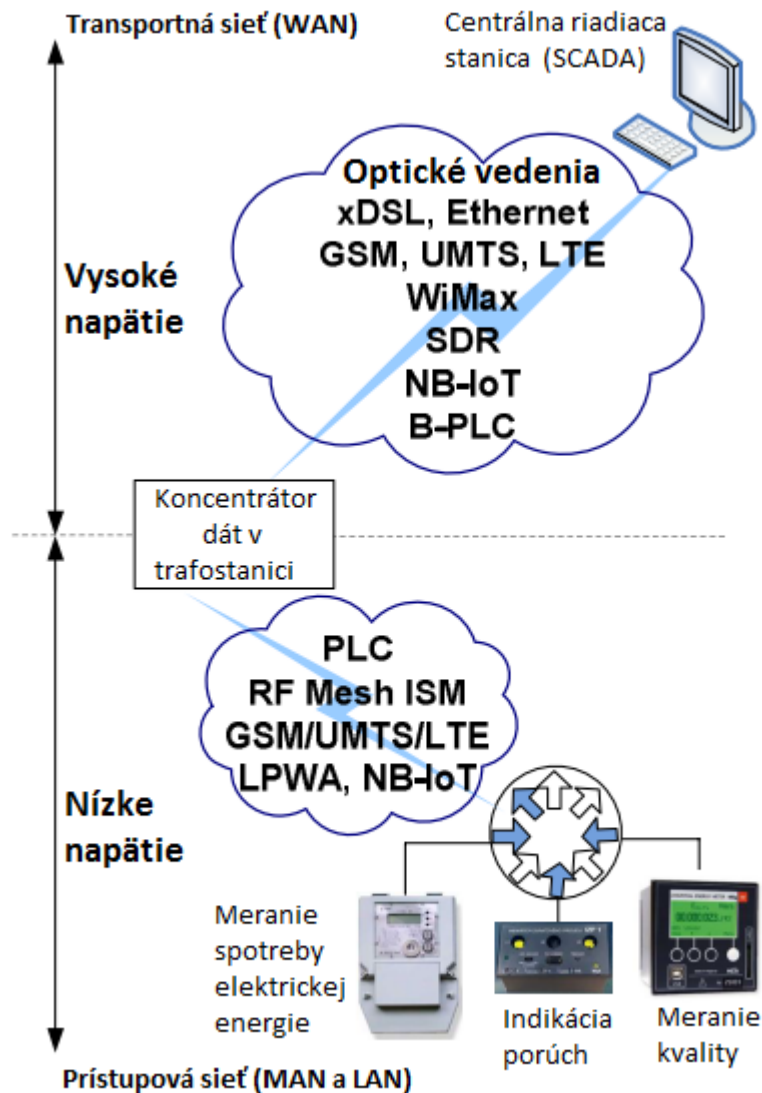 Transportná sieť (WAN)
Centrálna riadiaca
stanica (SCADA)
Optické vedenia
xDSL, Ethernet
GSM, UMTS, LTE
WiMax
SDR
NB-IoT
B-PLC
Vysoké
napätie
Koncentrátor
dát v
trafostanici
PLC
RF Mesh ISM
GSM/UMTS/LTE
LPWA, NB-IoT
Nízke
napätie
Meranie
spotreby
elektrickej
energie
Indikácia
porúch
Meranie
kvality
Prístupová sieť (MAN a LAN)